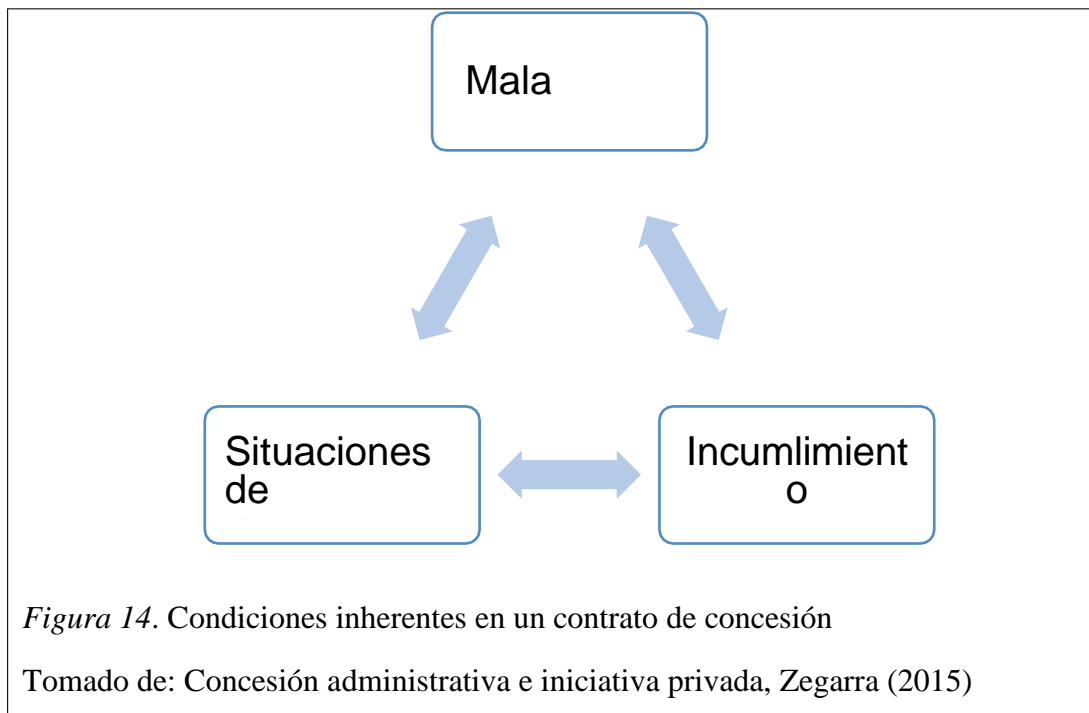 Mala
Situaciones
de
Incumlimient
o
Figura 14. Condiciones inherentes en un contrato de concesión
Tomado de: Concesión administrativa e iniciativa privada, Zegarra (2015)